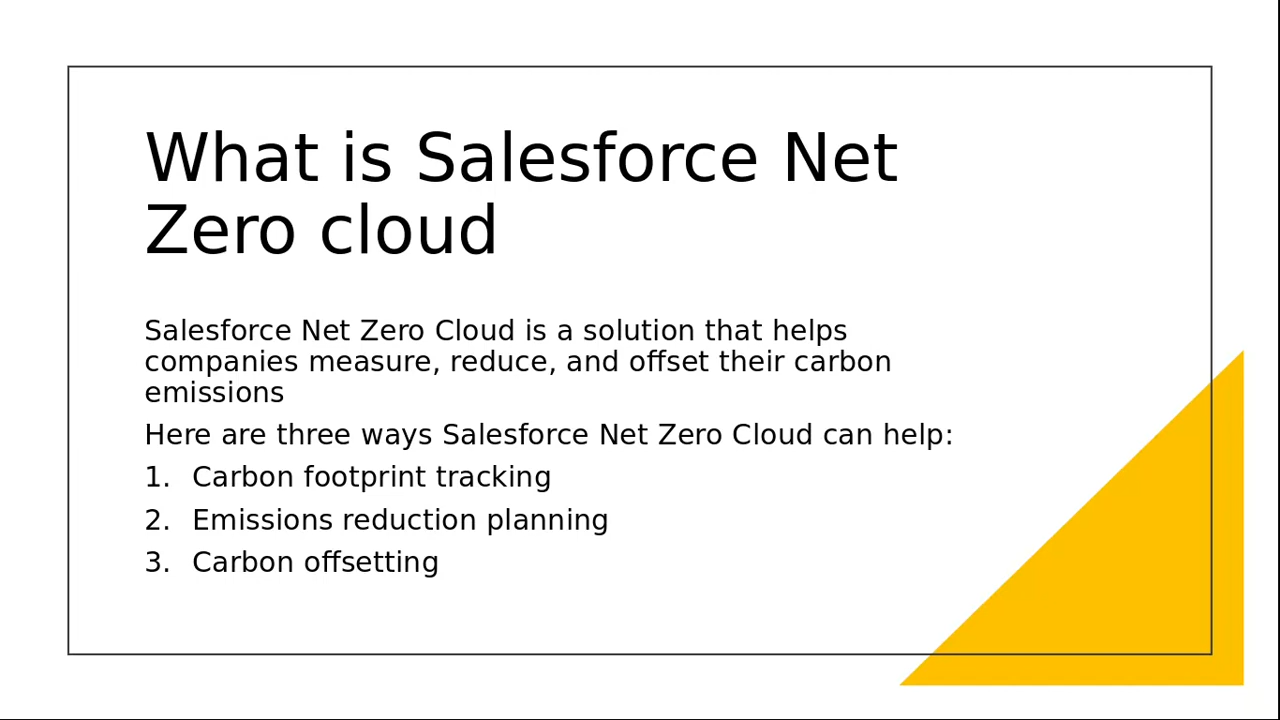 What is Salesforce Net
Zero cloud
Salesforce Net Zero Cloud is a solution that helps
companies measure, reduce, and offset their carbon
emissions
Here are three ways Salesforce Net Zero Cloud can help:
1. Carbon footprint tracking
2. Emissions reduction planning
3. Carbon offsetting